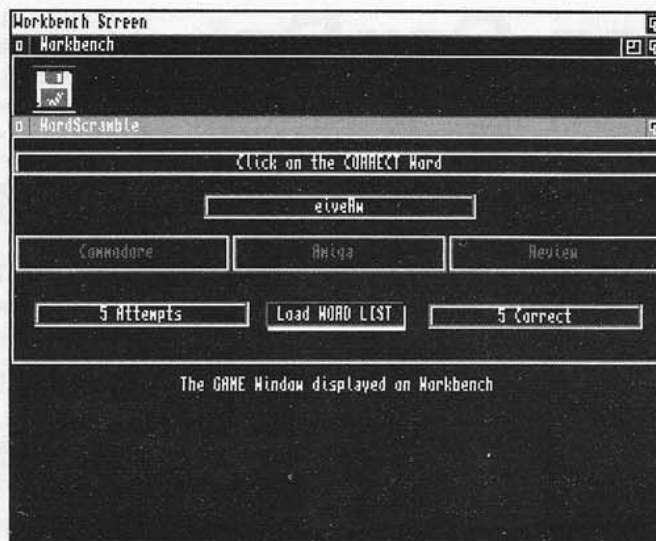 Workbench Screen
Workbench
WordScramble
Click on the CORRECT Word
eiveRw
Commodore Amiga Review
5 Attempts Load WORD LIST 5 Correct
The GAME Window displayed on Workbench